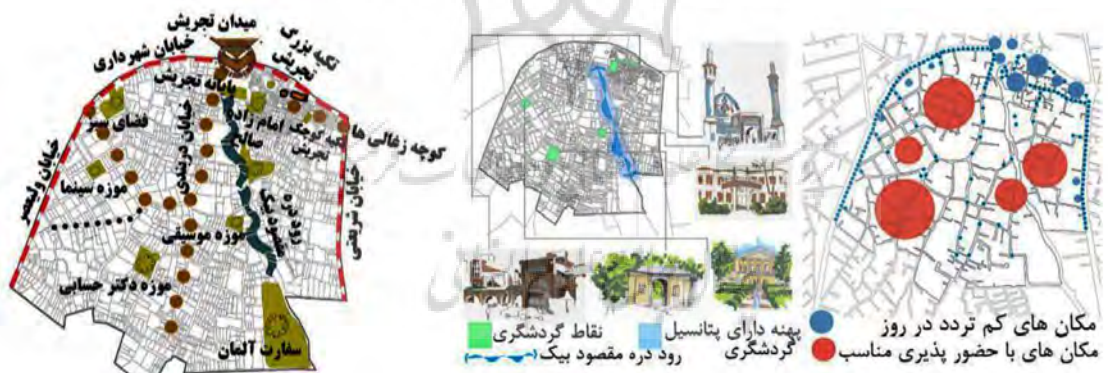 میدان تجریش
خیابان شهرداری
تکیه بزرگ
تجریش
پایانه تجریش
فضای سبز
خیابان دربندی
امام زاده
صالح
تکیه کوچک
تجریش
کوچه زغالی ها
خیابان ولیعصر
موزه سینما
خیابان شریعتی
رود دره
مقصود بیک
موزه موسیقی
موزه دکتر حسابی
سفارت آلمان
نقاط گردشگری
پهنه دارای پتانسیل
گردشگری
رود دره مقصود بیک
مکان های کم تردد در روز
مکان های با حضور پذیری مناسب